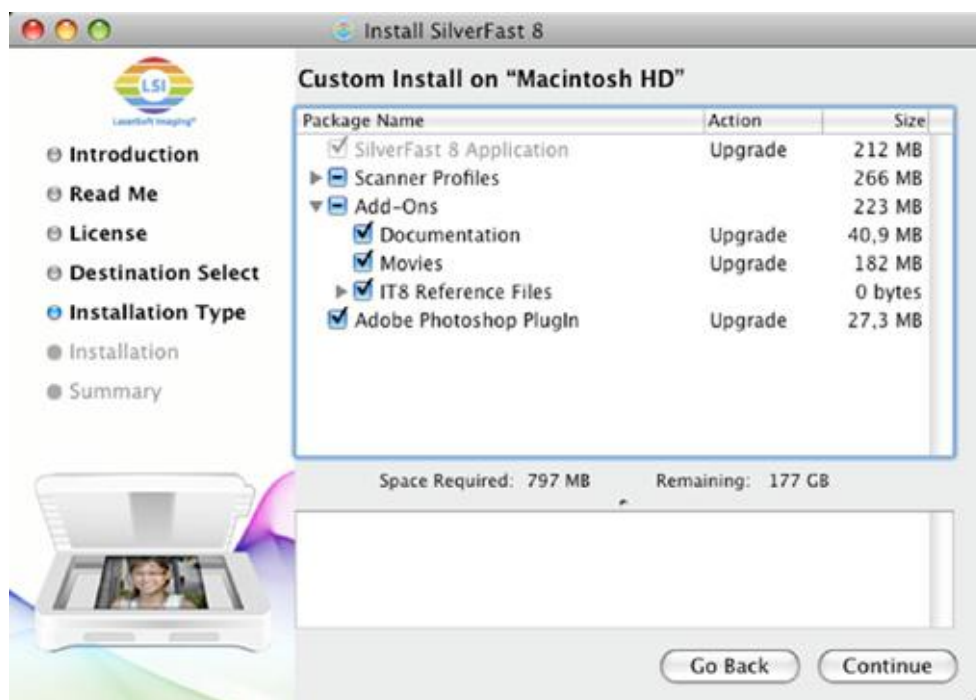 Install SilverFast 8
LSI
LaserSoft Imaging®
Introduction
Read Me
License
Destination Select
Installation Type
Installation
Summary
Custom Install on “Macintosh HD”
Package Name Action Size
SilverFast 8 Application Upgrade 212 MB
Scanner Profiles 266 MB
Add-Ons 223 MB
Documentation Upgrade 40,9 MB
Movies Upgrade 182 MB
IT8 Reference Files 0 bytes
Adobe Photoshop PlugIn Upgrade 27,3 MB
Space Required: 797 MB Remaining: 177 GB
Go Back Continue